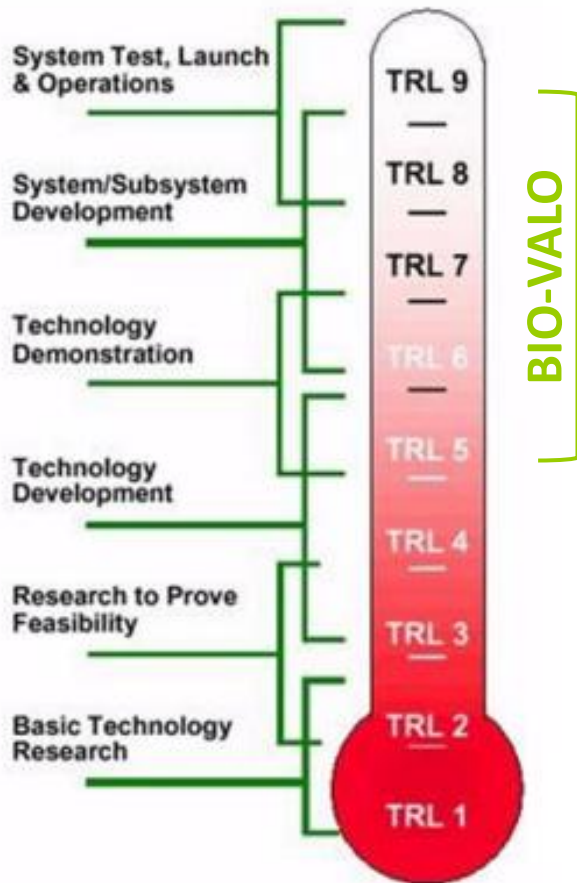 System Test, Launch
& Operations
System/Subsystem
Development
Technology
Demonstration
Technology
Development
Research to Prove
Feasibility
Basic Technology
Research
TRL 9
TRL 8
TRL 7
TRL 6
TRL 5
TRL 4
TRL 3
TRL 2
TRL 1
BIO-VALO